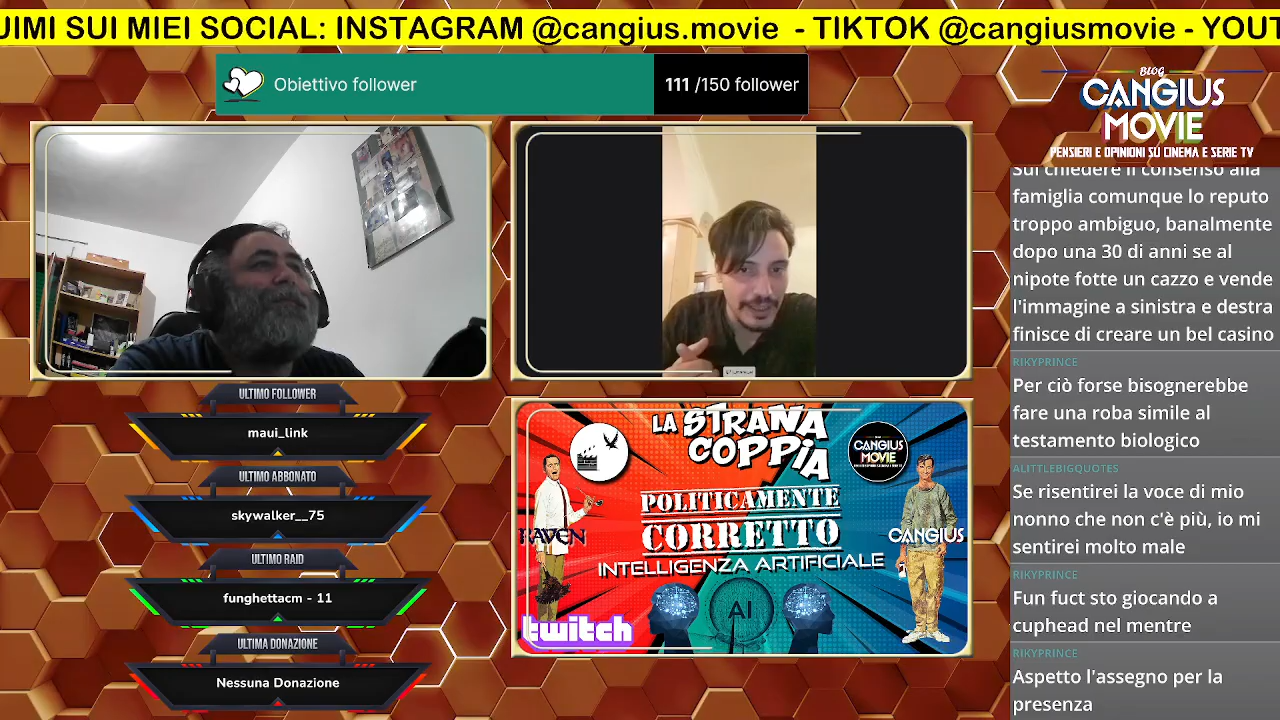 UIMI SUI MIEI SOCIAL: INSTAGRAM @cangius.movie - TIKTOK @cangiusmovie - YOUT
Obiettivo follower
111 /150 follower
BLOG
CANGIUS
MOVIE
PENSIERI E OPINIONI SU CINEMA E SERIE TV
Sul chiedere il consenso alla
famiglia comunque lo reputo
troppo ambiguo, banalmente
dopo una 30 di anni se al
nipote fotte un cazzo e vende
l'immagine a sinistra e destra
finisce di creare un bel casino
RIKYPRINCE
Per ciò forse bisognerebbe
fare una roba simile al
testamento biologico
ALITTLEBIGQUOTES
Se risentirei la voce di mio
nonno che non c'è più, io mi
sentirei molto male
RIKYPRINCE
Fun fuct sto giocando a
cuphead nel mentre
RIKYPRINCE
Aspetto l'assegno per la
presenza
ULTIMO FOLLOWER
maui_link
ULTIMO ABBONATO
skywalker__75
ULTIMO RAID
funghettacm - 11
ULTIMA DONAZIONE
Nessuna Donazione
LA STRANA
COPPIA
CANGIUS
MOVIE
POLITICAMENTE
CORRETTO
INTELLIGENZA ARTIFICIALE
RAVEN
CANGIUS
AI
twitch